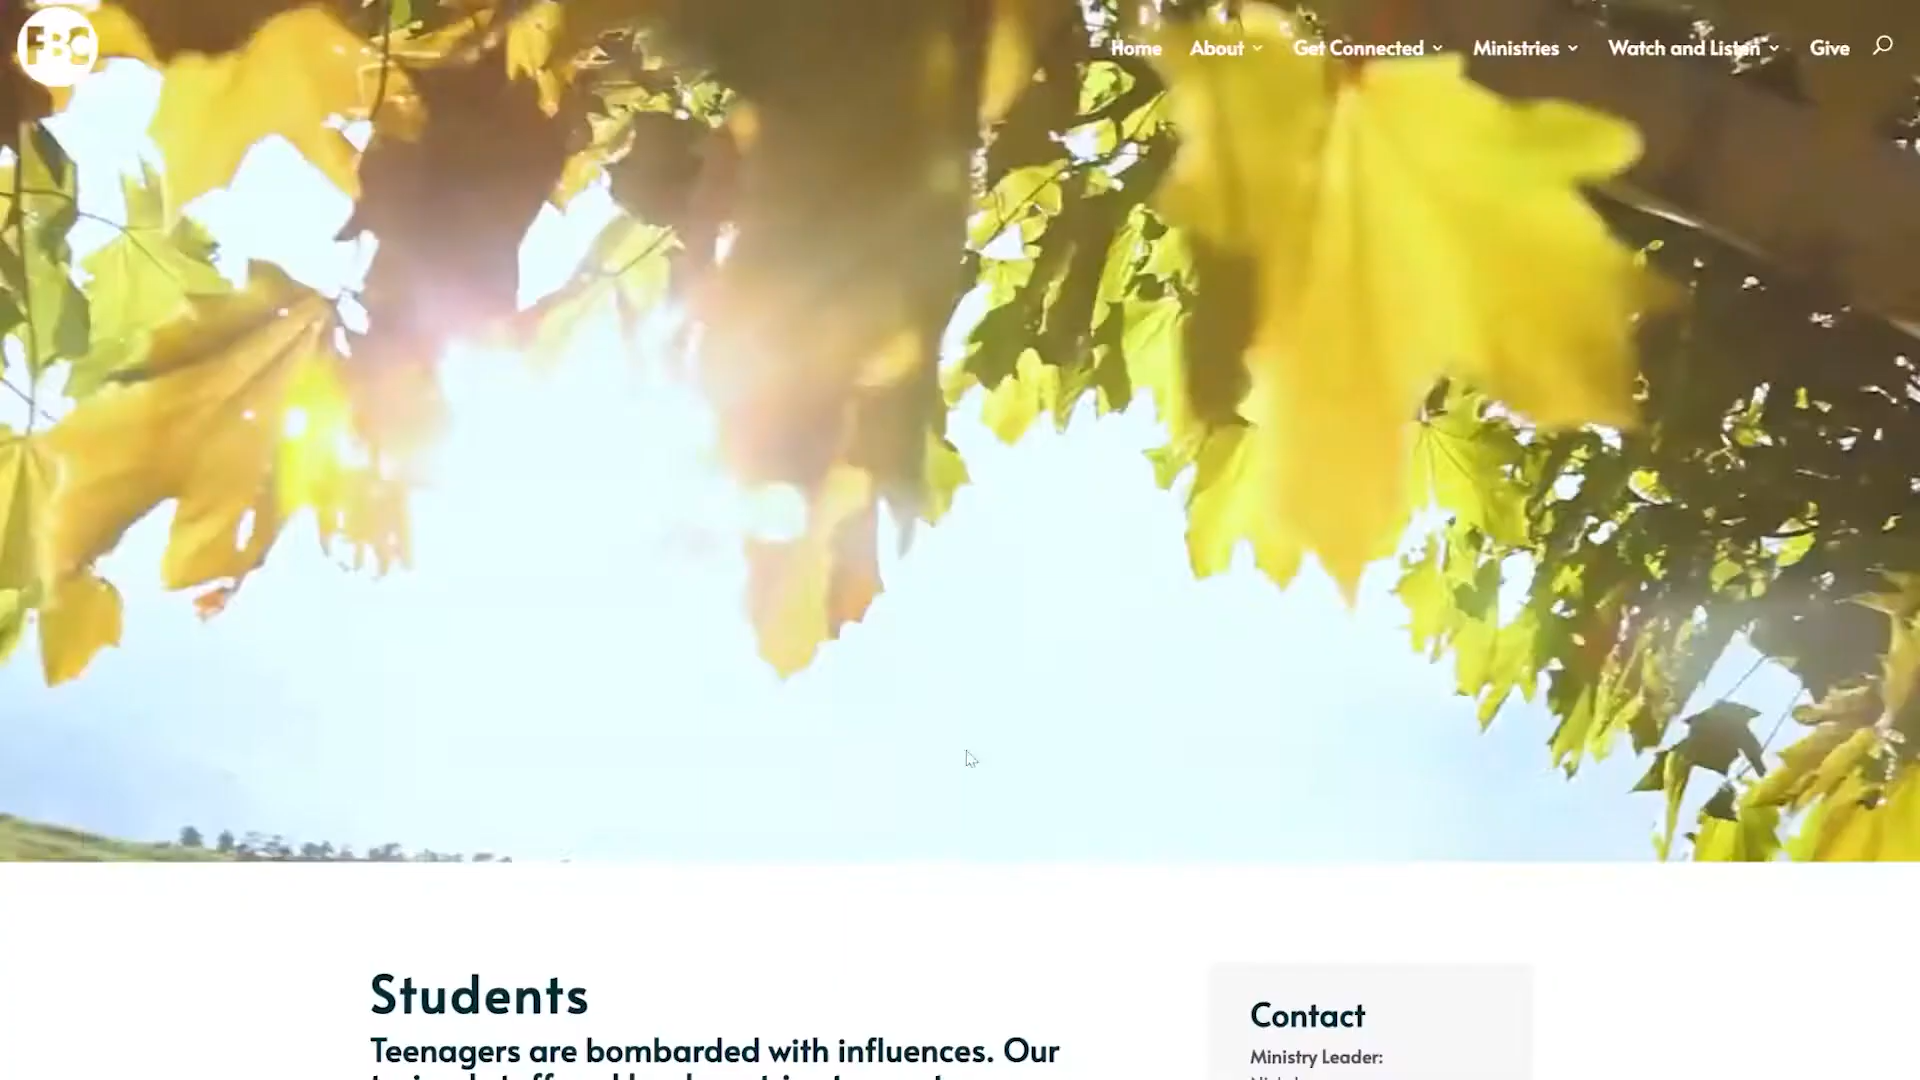 FBC
Home About Get Connected Ministries Watch and Listen Give
Students
Teenagers are bombarded with influences. Our
Contact
Ministry Leader: